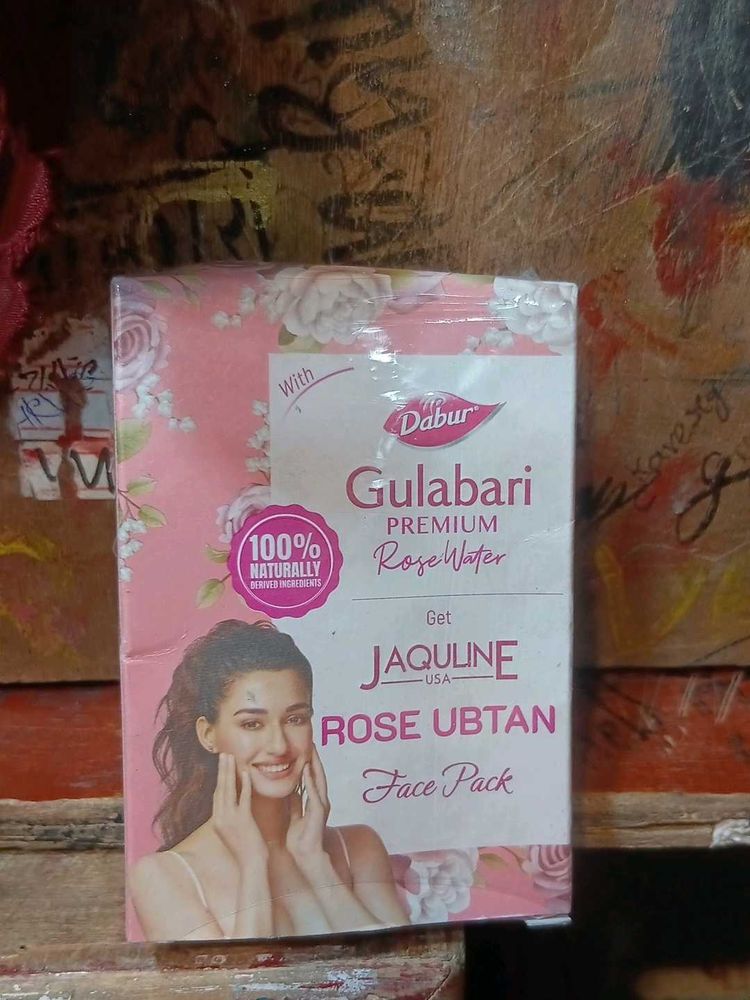 With
Dabur
Gulabari
PREMIUM
Rose Water
100%
NATURALLY
DERIVED INGREDIENTS
Get
JAQULINE
USA
ROSE UBTAN
Face Pack